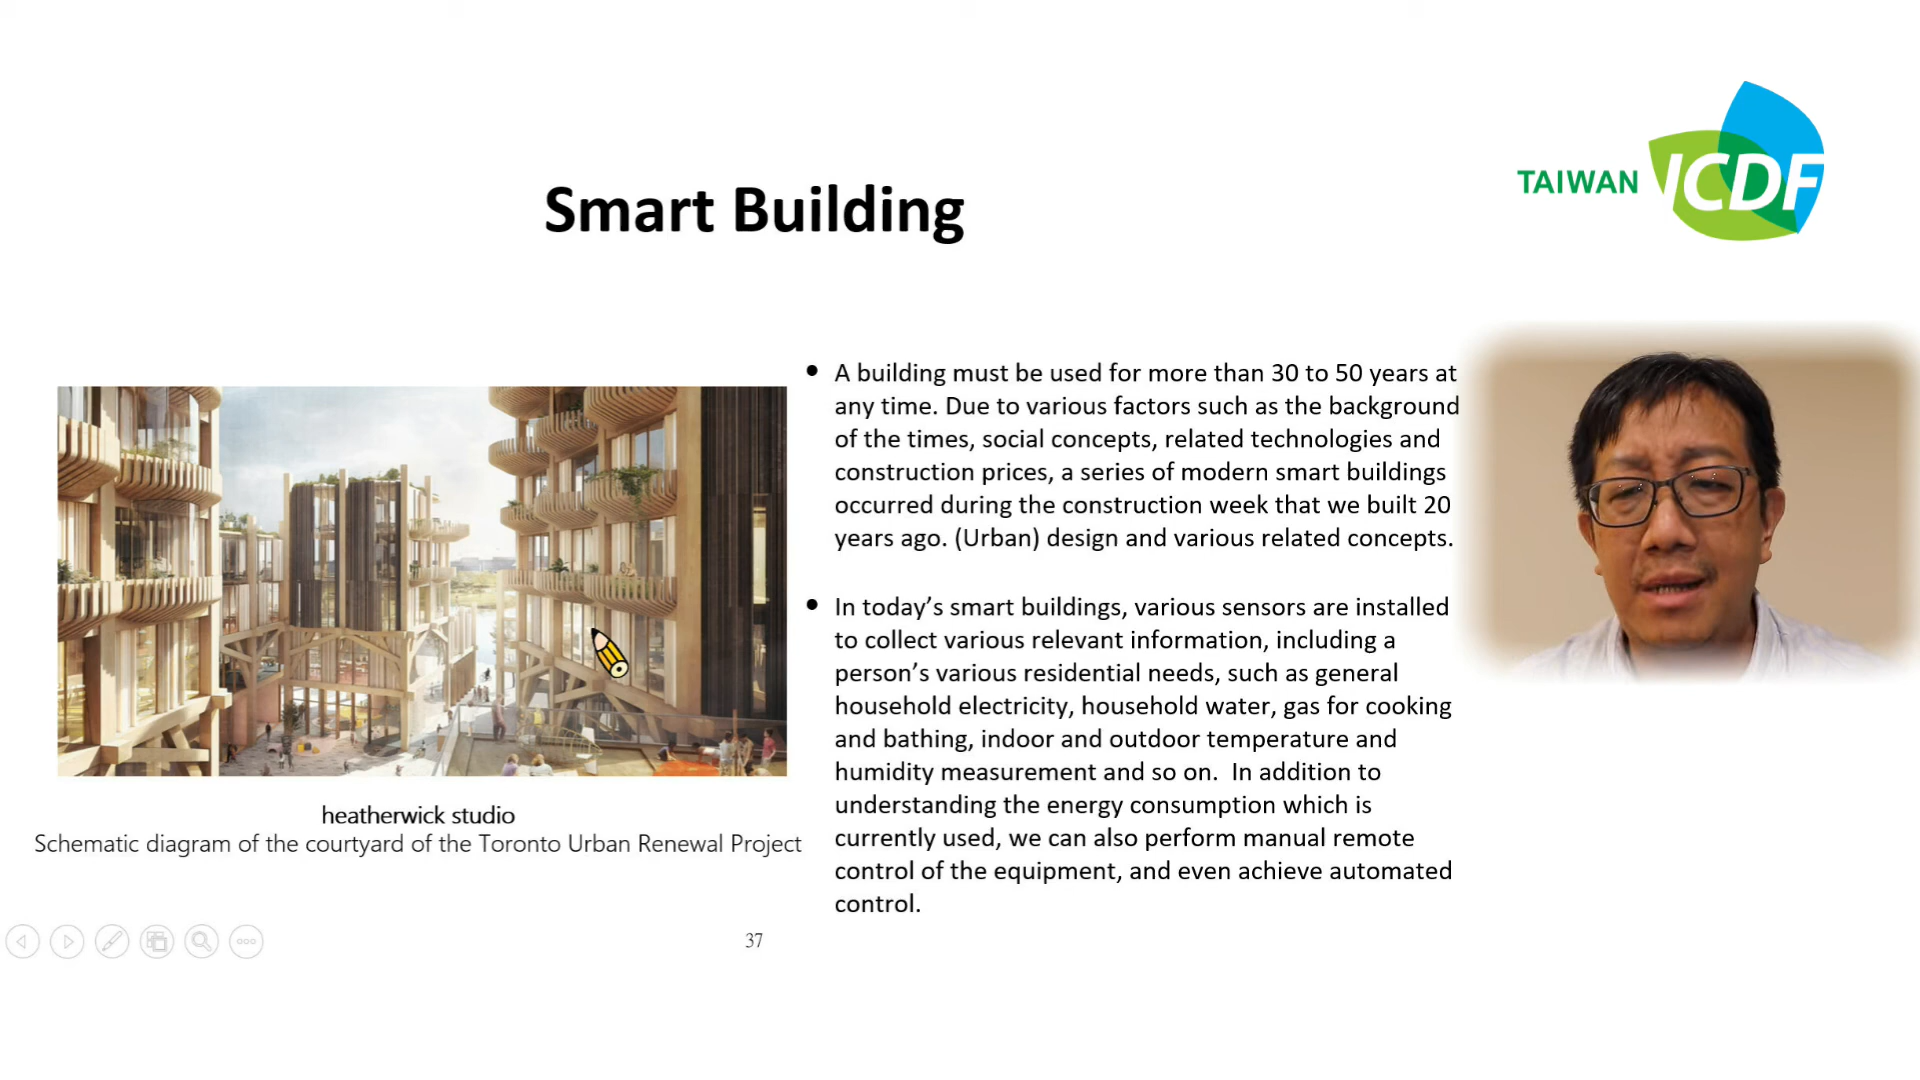 TAIWAN ICDF
Smart Building
• A building must be used for more than 30 to 50 years at
any time. Due to various factors such as the background
of the times, social concepts, related technologies and
construction prices, a series of modern smart buildings
occurred during the construction week that we built 20
years ago. (Urban) design and various related concepts.
• In today’s smart buildings, various sensors are installed
to collect various relevant information, including a
person’s various residential needs, such as general
household electricity, household water, gas for cooking
and bathing, indoor and outdoor temperature and
humidity measurement and so on.  In addition to
understanding the energy consumption which is
currently used, we can also perform manual remote
control of the equipment, and even achieve automated
control.
heatherwick studio
Schematic diagram of the courtyard of the Toronto Urban Renewal Project
37